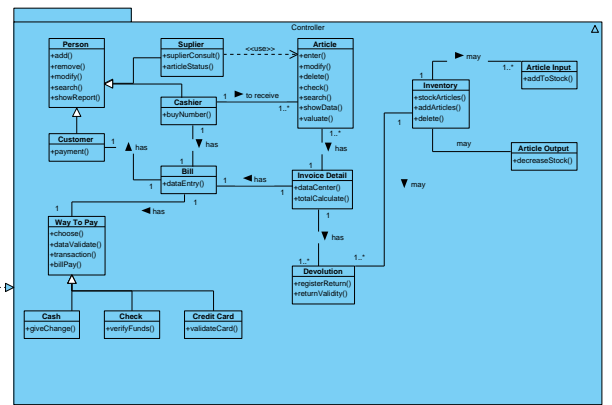 Controller
Person
+add()
+remove()
+modify()
+search()
+showReport()
Suplier
+suplierConsult()
+articleStatus()
<<use>>
Article
+enter()
+modify()
+delete()
+check()
+search()
+showData()
+valuate()
may
1
1..*
Article Input
+addToStock()
Inventory
+stockArticles()
+addArticles()
+delete()
1
Cashier
+buyNumber()
1
to receive
1..*
Customer
+payment()
1
has
1
has
1..*
has
may
Article Output
+decreaseStock()
Bill
+dataEntry()
1
1
1
has
1
1
Invoice Detail
+dataCenter()
+totalCalculate()
1
may
1
has
Way To Pay
+choose()
+dataValidate()
+transaction()
+billPay()
has
1..*
1..*
Devolution
+registerReturn()
+returnValidity()
Cash
+giveChange()
Check
+verifyFunds()
Credit Card
+validateCard()